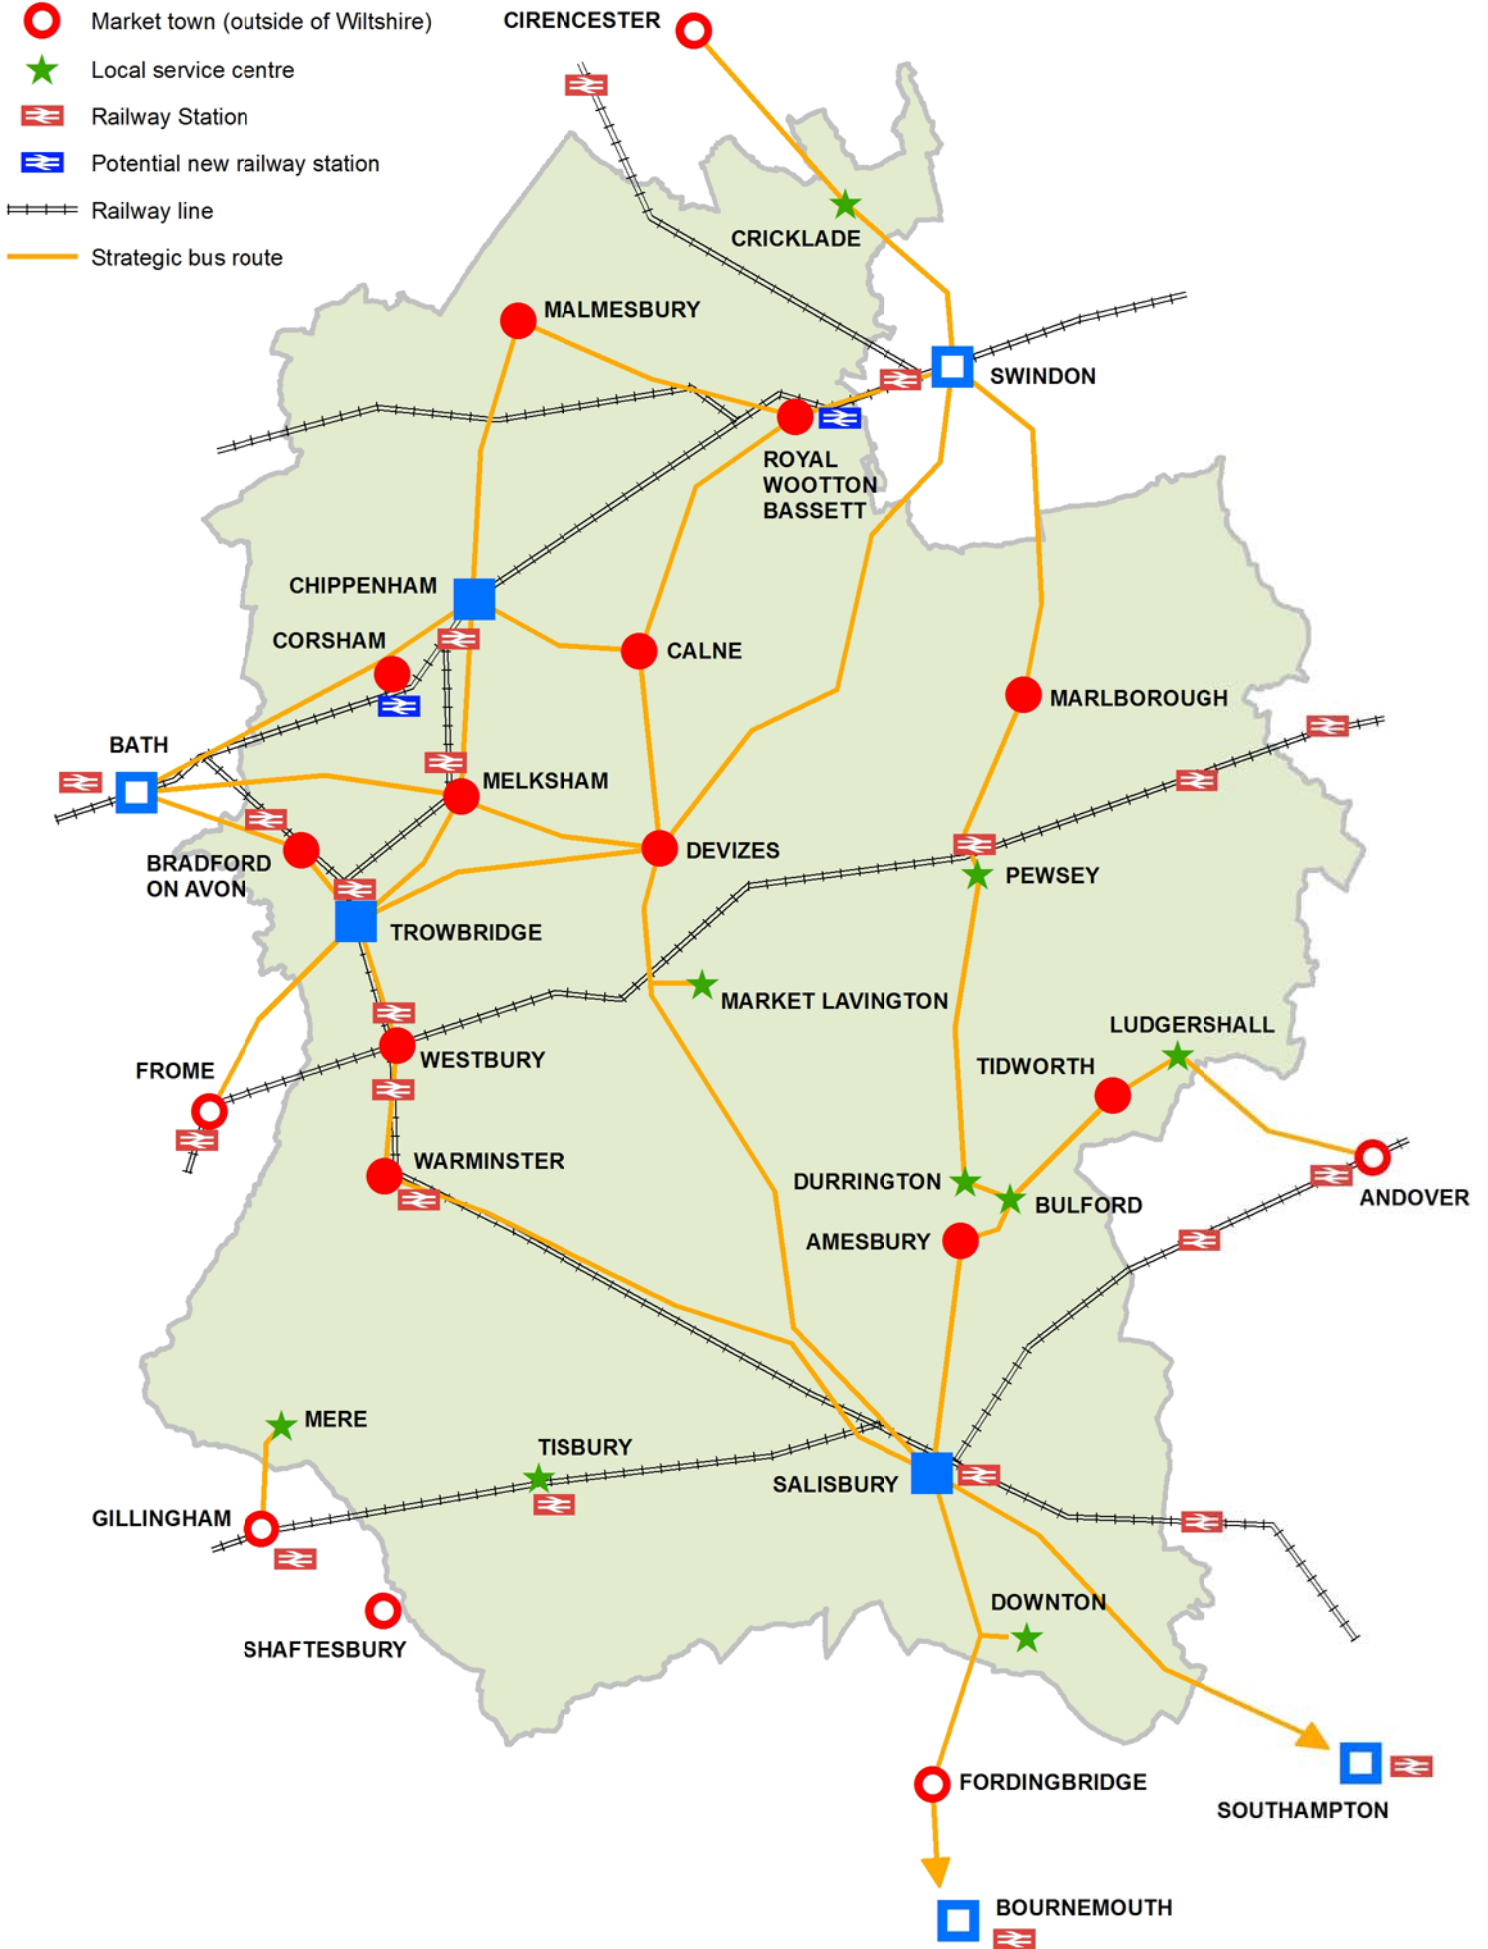 Market town (outside of Wiltshire)
Local service centre
Railway Station
Potential new railway station
Railway line
Strategic bus route
CIRENCESTER
CRICKLADE
MALMESBURY
SWINDON
ROYAL
WOOTTON
BASSETT
CHIPPENHAM
CORSHAM
CALNE
MARLBOROUGH
BATH
MELKSHAM
DEVIZES
BRADFORD
ON AVON
PEWSEY
TROWBRIDGE
MARKET LAVINGTON
LUDGERSHALL
WESTBURY
TIDWORTH
FROME
WARMINSTER
DURRINGTON
BULFORD
ANDOVER
AMESBURY
MERE
TISBURY
SALISBURY
GILLINGHAM
DOWNTON
SHAFTESBURY
FORDINGBRIDGE
SOUTHAMPTON
BOURNEMOUTH